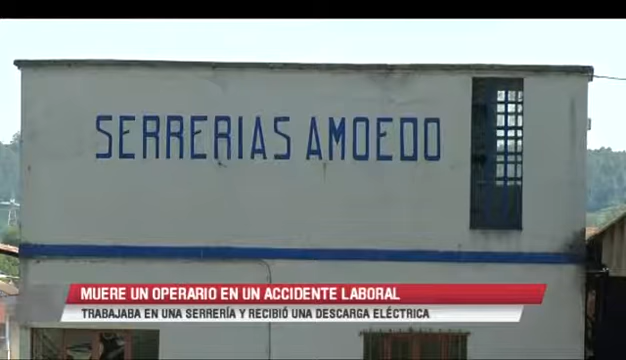 SERRERIAS AMOEDO
MUERE UN OPERARIO EN UN ACCIDENTE LABORAL
TRABAJABA EN UNA SERRERÍA Y RECIBIÓ UNA DESCARGA ELÉCTRICA